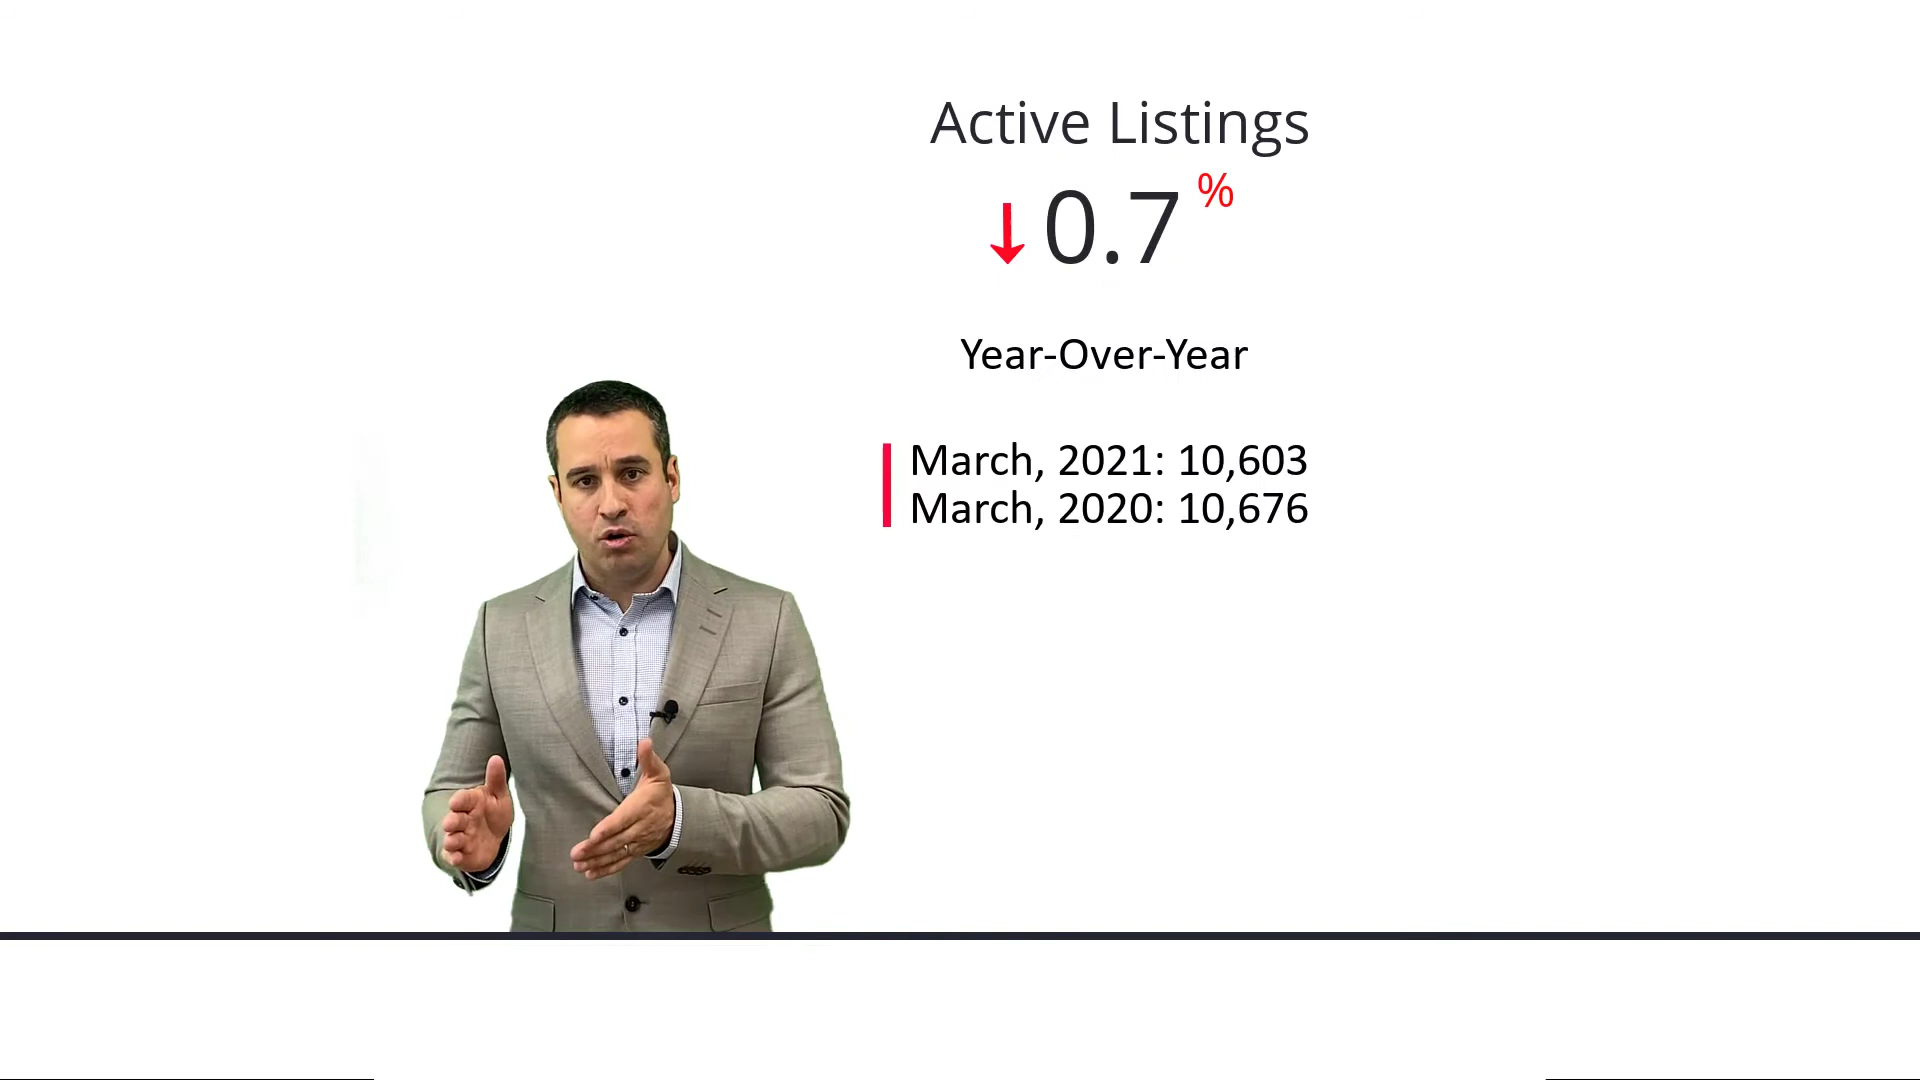 Active Listings
↓0.7%
Year-Over-Year
March, 2021: 10,603
March, 2020: 10,676